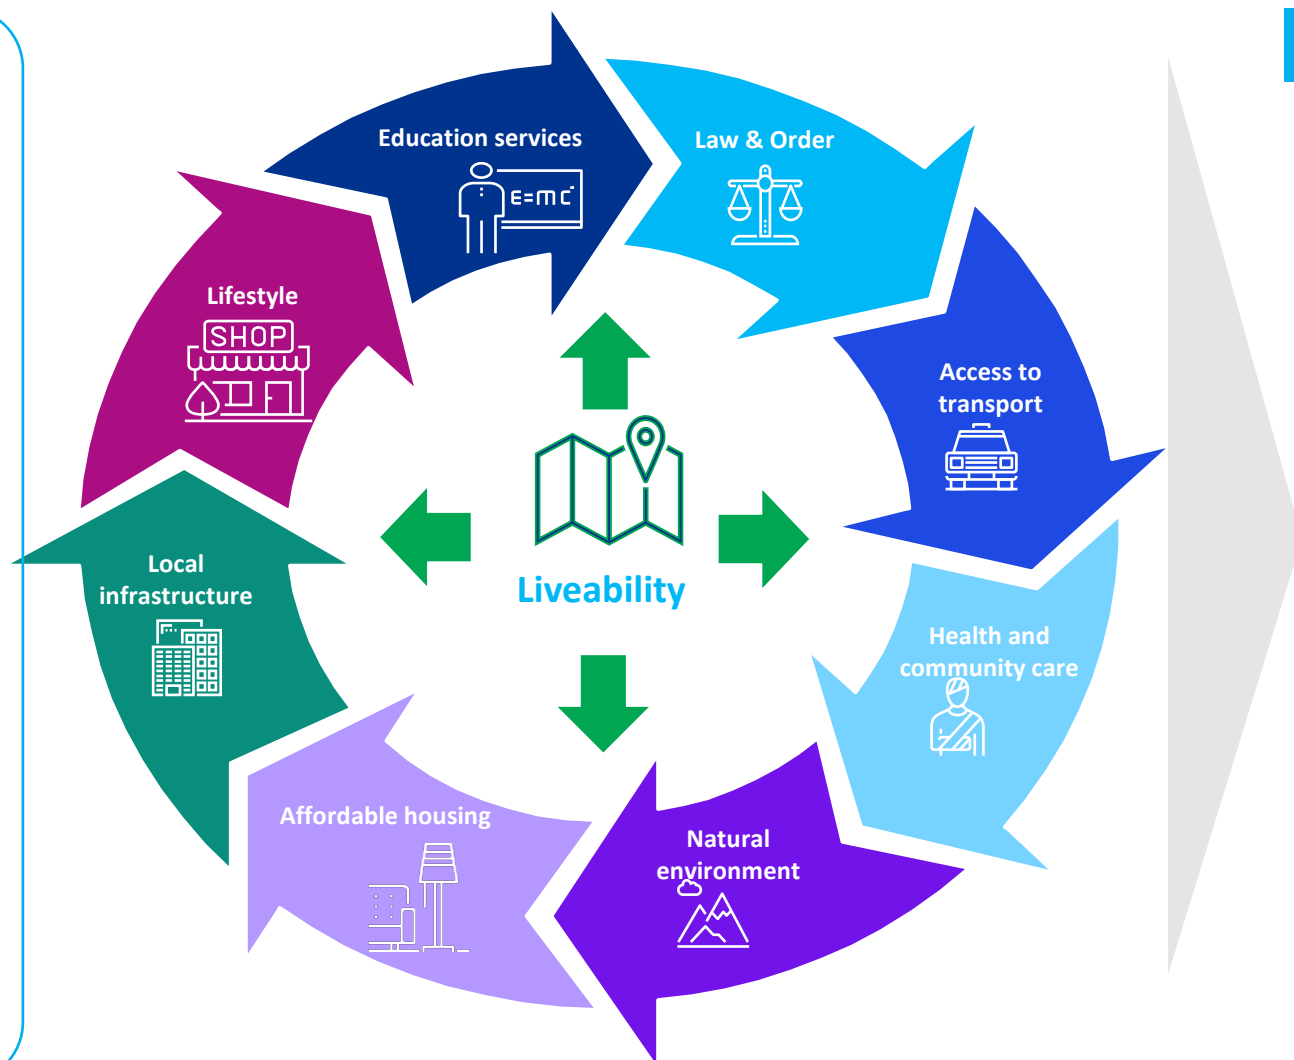 Education services
E=mc
Law & Order
Lifestyle
SHOP
Access to
transport
Liveability
Local
infrastructure
Health and
community care
Affordable housing
Natural
environment